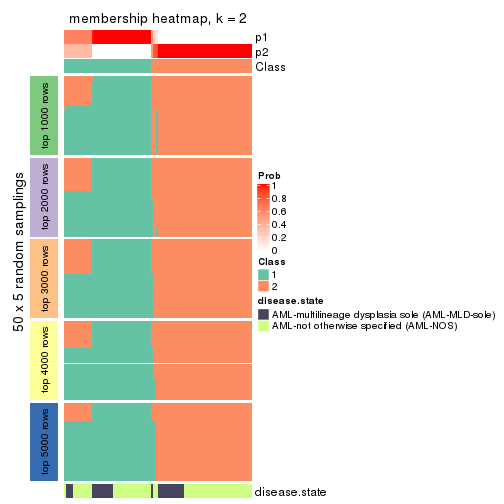 membership heatmap, k = 2
p1
p2
Class
50 x 5 random samplings
top 1000 rows
top 2000 rows
top 3000 rows
top 4000 rows
top 5000 rows
Prob
1
0.8
0.6
0.4
0.2
0
Class
1
2
disease.state
AML-multilineage dysplasia sole (AML-MLD-sole)
AML-not otherwise specified (AML-NOS)
disease.state